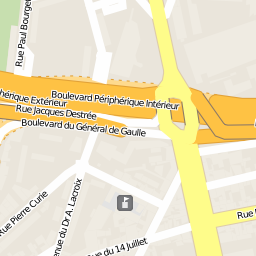 Rue Paul Bourget
Boulevard Périphérique Intérieur
phérique Extérieur
Rue Jacques Destrée
Boulevard du Général de Gaulle
Rue Pierre Curie
enue du Dr A. Lacroix
Rue du 14 Juillet
Rue